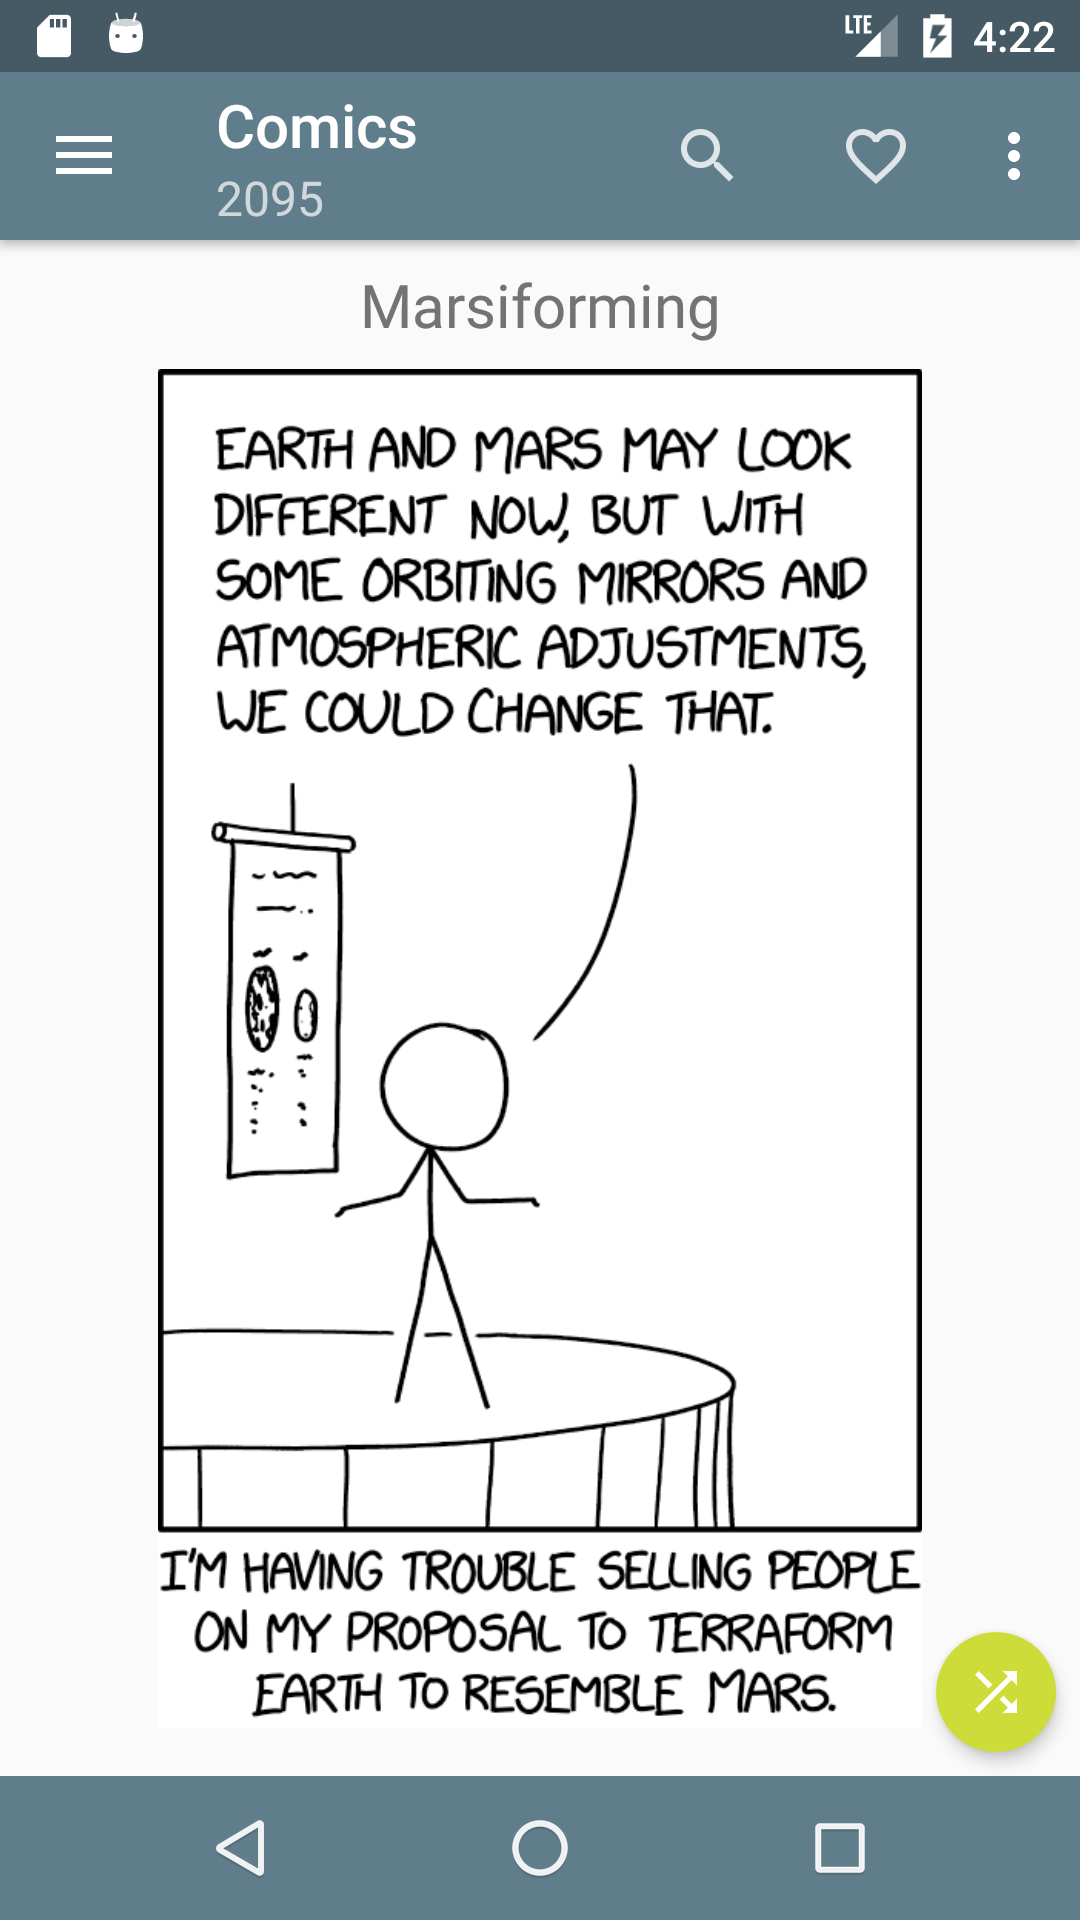 LTE 4:22
Comics
2095
Marsiforming
EARTH AND MARS MAY LOOK
DIFFERENT NOW, BUT WITH
SOME ORBITING MIRRORS AND
ATMOSPHERIC ADJUSTMENTS,
WE COULD CHANGE THAT.
I'M HAVING TROUBLE SELLING PEOPLE
ON MY PROPOSAL TO TERRAFORM
EARTH TO RESEMBLE MARS.